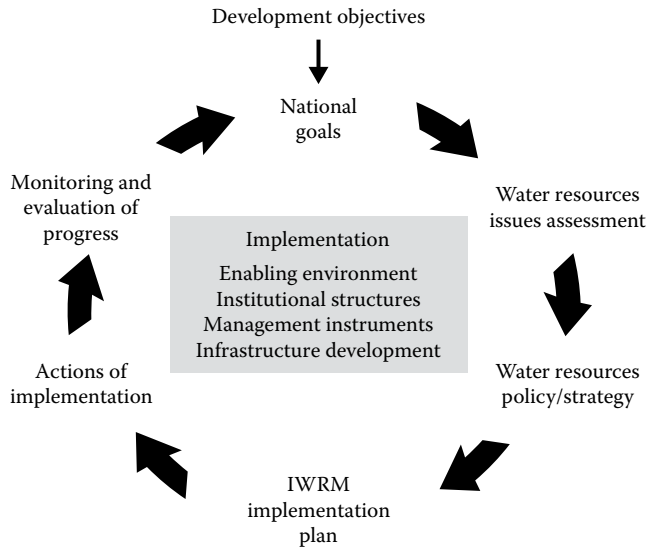 Development objectives
National
goals
Water resources
issues assessment
Water resources
policy/strategy
IWRM
implementation
plan
Actions of
implementation
Monitoring and
evaluation of
progress
Implementation
Enabling environment
Institutional structures
Management instruments
Infrastructure development